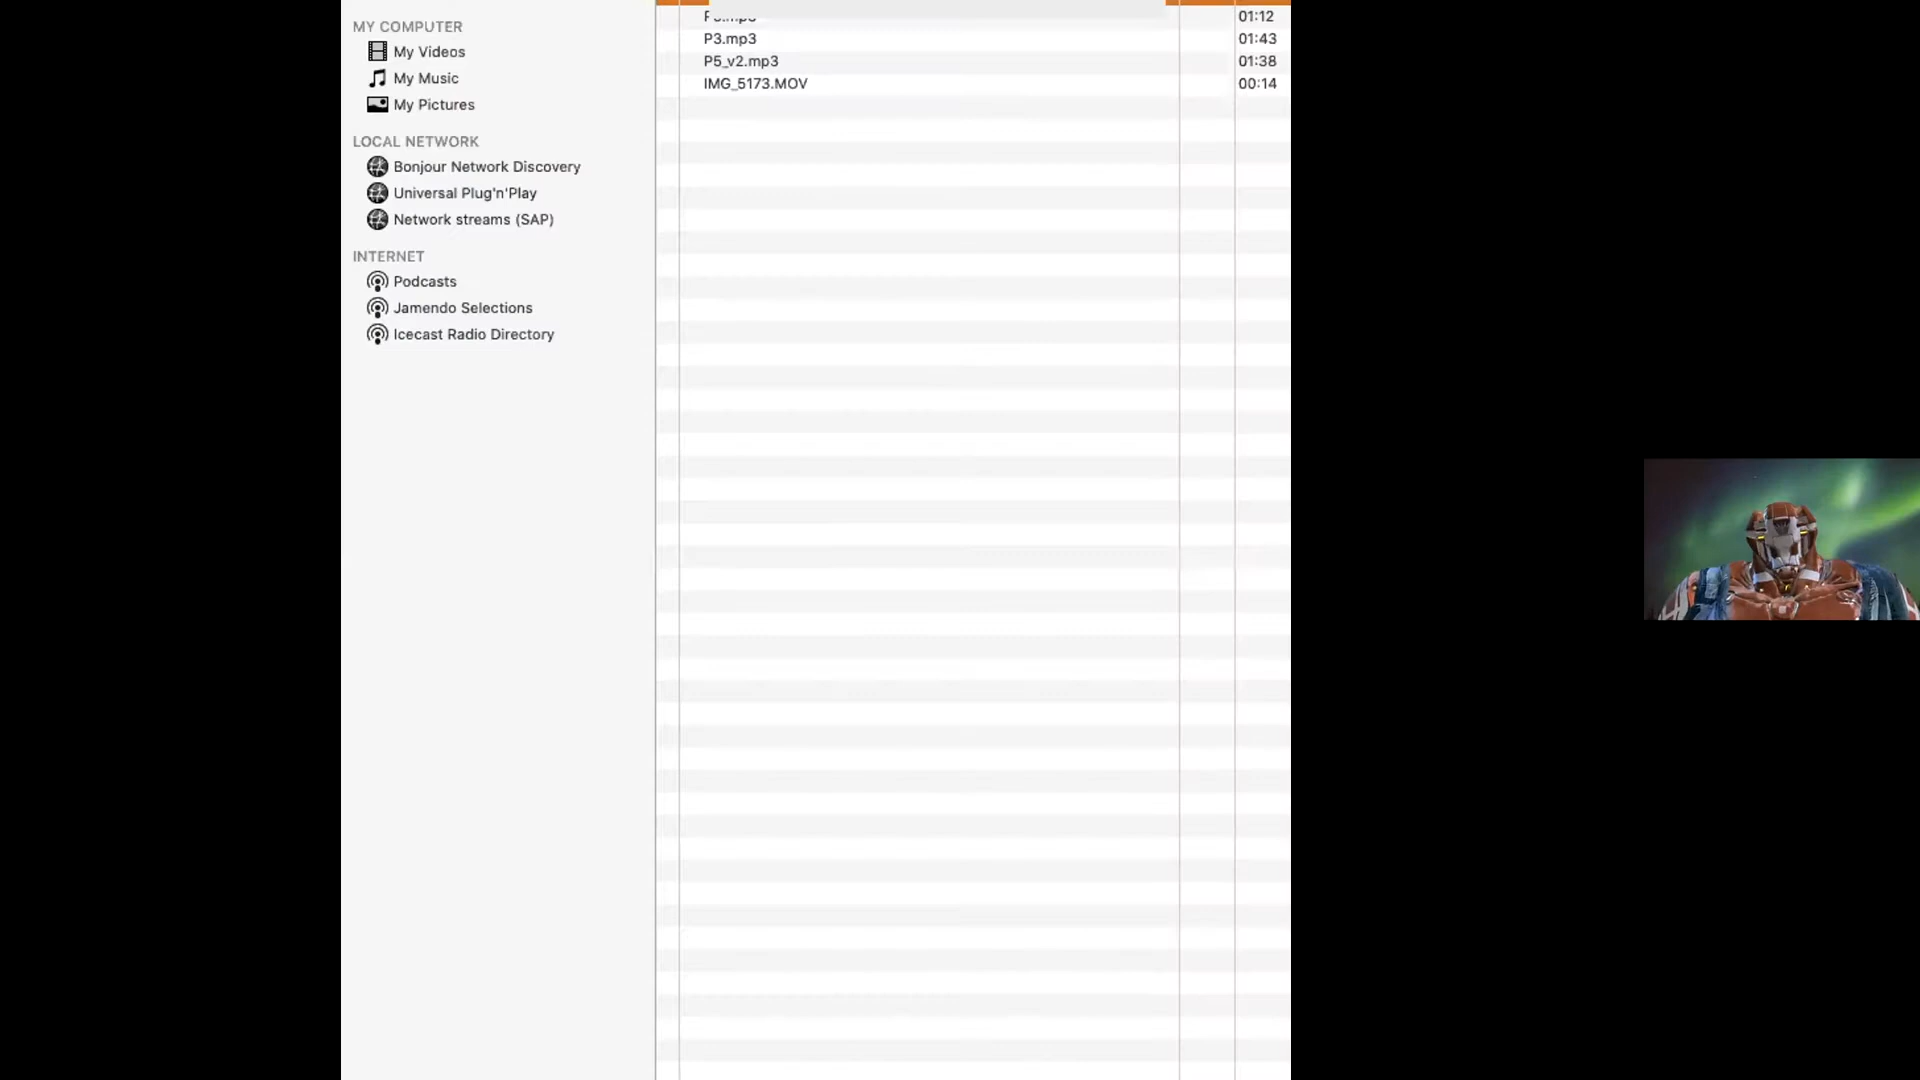 MY COMPUTER
My Videos
My Music
My Pictures
LOCAL NETWORK
Bonjour Network Discovery
Universal Plug'n'Play
Network streams (SAP)
INTERNET
Podcasts
Jamendo Selections
Icecast Radio Directory
01:12
P3.mp3 01:43
P5_v2.mp3 01:38
IMG_5173.MOV 00:14